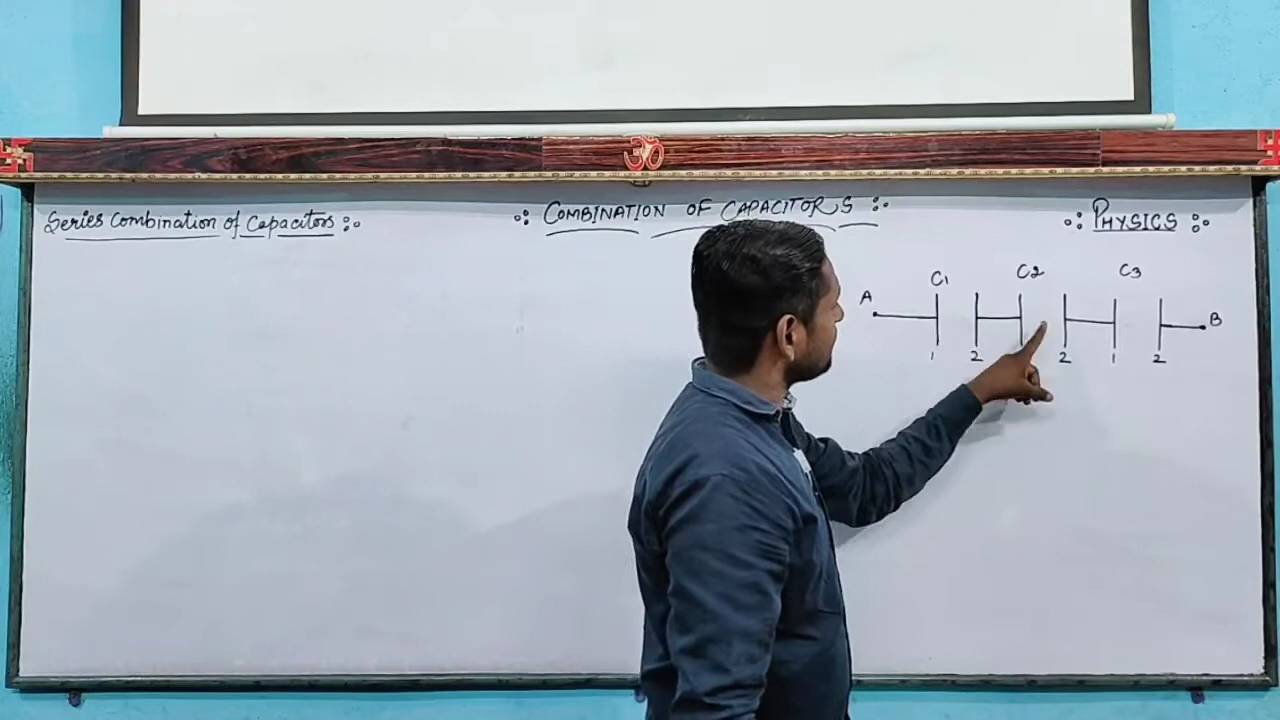 Series Combination of Capacitors
COMBINATION OF CAPACITORS
PHYSICS
C1 C2 C3
A B
1 2 2 1 2
ॐ